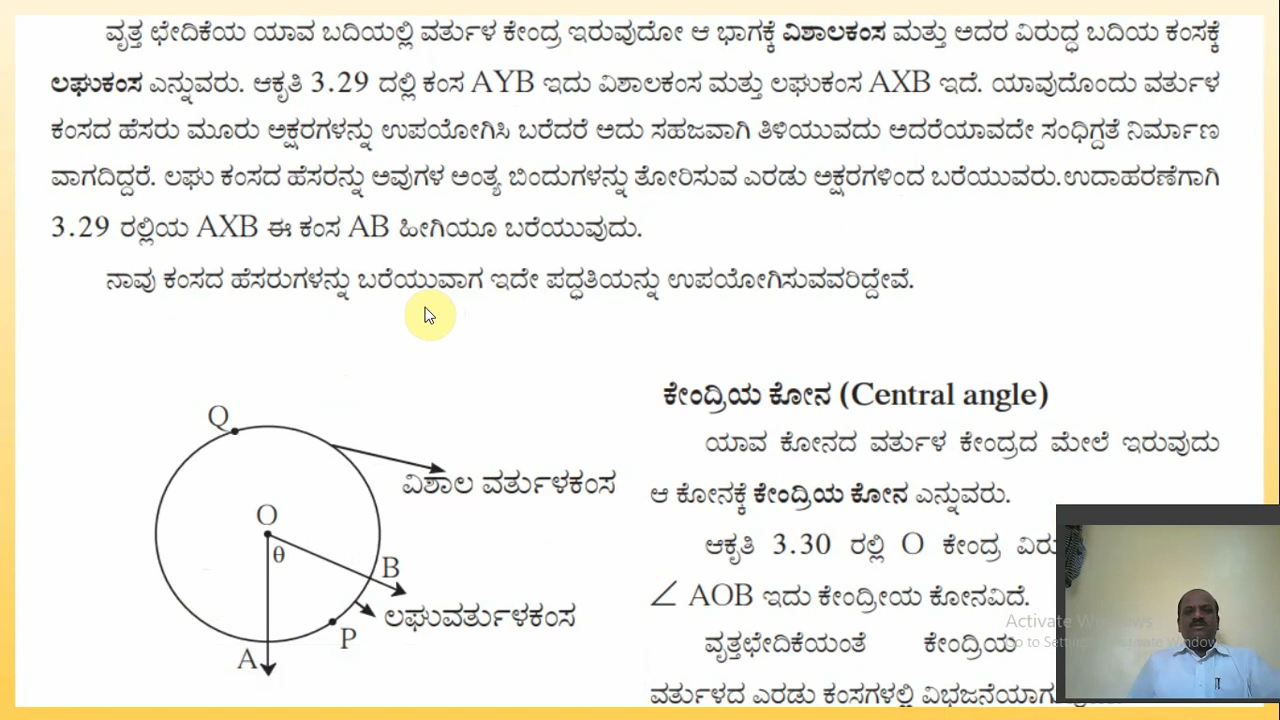 ವೃತ್ತ ಛೇದಿಕೆಯ ಯಾವ ಬದಿಯಲ್ಲಿ ವರ್ತುಳ ಕೇಂದ್ರ ಇರುವುದೋ ಆ ಭಾಗಕ್ಕೆ ವಿಶಾಲಕಂಸ ಮತ್ತು ಅದರ ವಿರುದ್ಧ ಬದಿಯ ಕಂಸಕ್ಕೆ
ಲಘುಕಂಸ ಎನ್ನುವರು. ಆಕೃತಿ 3.29 ದಲ್ಲಿ ಕಂಸ AYB ಇದು ವಿಶಾಲಕಂಸ ಮತ್ತು ಲಘುಕಂಸ AXB ಇದೆ. ಯಾವುದೊಂದು ವರ್ತುಳ
ಕಂಸದ ಹೆಸರು ಮೂರು ಅಕ್ಷರಗಳನ್ನು ಉಪಯೋಗಿಸಿ ಬರೆದರೆ ಅದು ಸಹಜವಾಗಿ ತಿಳಿಯುವದು ಅದರೆಯಾವದೇ ಸಂಧಿಗ್ದತೆ ನಿರ್ಮಾಣ
ವಾಗದಿದ್ದರೆ. ಲಘು ಕಂಸದ ಹೆಸರನ್ನು ಅವುಗಳ ಅಂತ್ಯ ಬಿಂದುಗಳನ್ನು ತೋರಿಸುವ ಎರಡು ಅಕ್ಷರಗಳಿಂದ ಬರೆಯುವರು.ಉದಾಹರಣೆಗಾಗಿ
3.29 ರಲ್ಲಿಯ AXB ಈ ಕಂಸ AB ಹೀಗಿಯೂ ಬರೆಯುವುದು.
ನಾವು ಕಂಸದ ಹೆಸರುಗಳನ್ನು ಬರೆಯುವಾಗ ಇದೇ ಪದ್ಧತಿಯನ್ನು ಉಪಯೋಗಿಸುವವರಿದ್ದೇವೆ.
Q
ವಿಶಾಲ ವರ್ತುಳಕಂಸ
O
θ
B
ಲಘುವರ್ತುಳಕಂಸ
P
A
ಕೇಂದ್ರಿಯ ಕೋನ (Central angle)
ಯಾವ ಕೋನದ ವರ್ತುಳ ಕೇಂದ್ರದ ಮೇಲೆ ಇರುವುದು
ಆ ಕೋನಕ್ಕೆ ಕೇಂದ್ರಿಯ ಕೋನ ಎನ್ನುವರು.
ಆಕೃತಿ 3.30 ರಲ್ಲಿ O ಕೇಂದ್ರ
∠ AOB ಇದು ಕೇಂದ್ರೀಯ ಕೋನವಿದೆ.
ವೃತ್ತಛೇದಿಕೆಯಂತೆ ಕೇಂದ್ರಿಯ
ವರ್ತುಳದ ಎರಡು ಕಂಸಗಳಲ್ಲಿ
Activate Windows